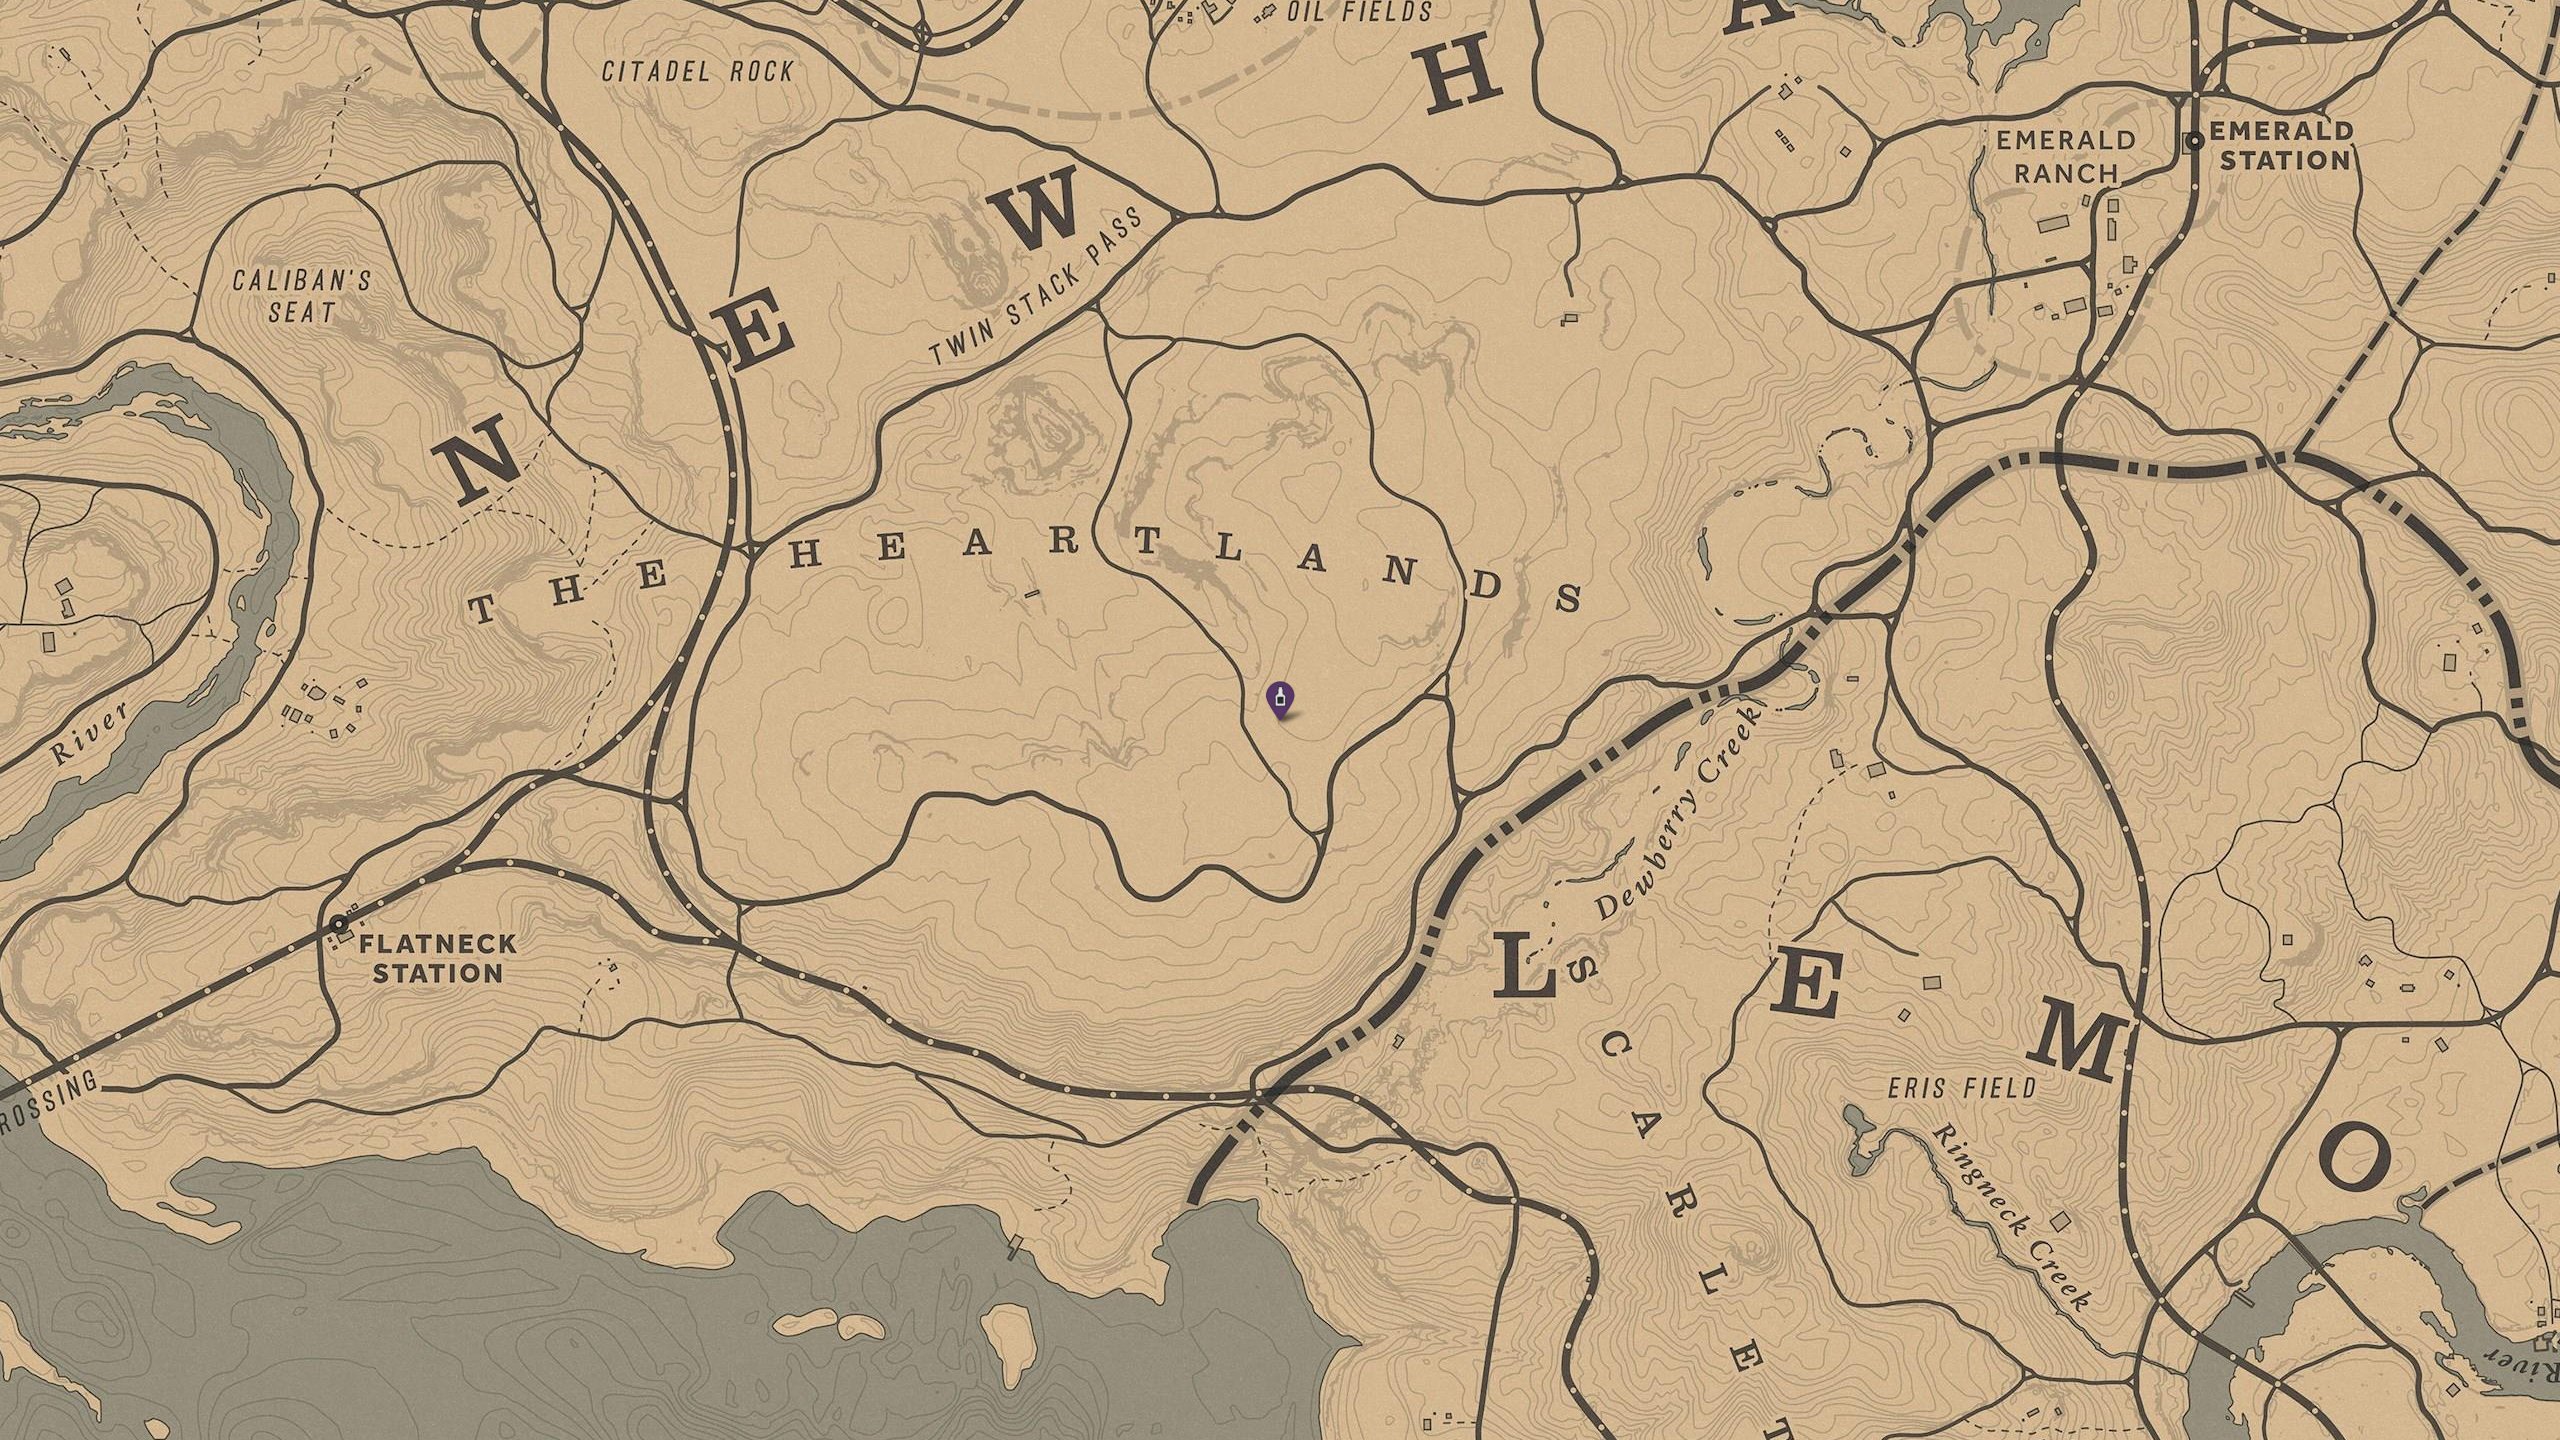 OIL FIELDS
CITADEL ROCK
H
A
EMERALD
RANCH
EMERALD
STATION
W
TWIN STACK PASS
CALIBAN'S
SEAT
E
N
THE HEARTLANDS
River
Dewberry Creek
FLATNECK
STATION
L
E
M
SCARLET
ROSSING
ERIS FIELD
Ringneck Creek
O
River